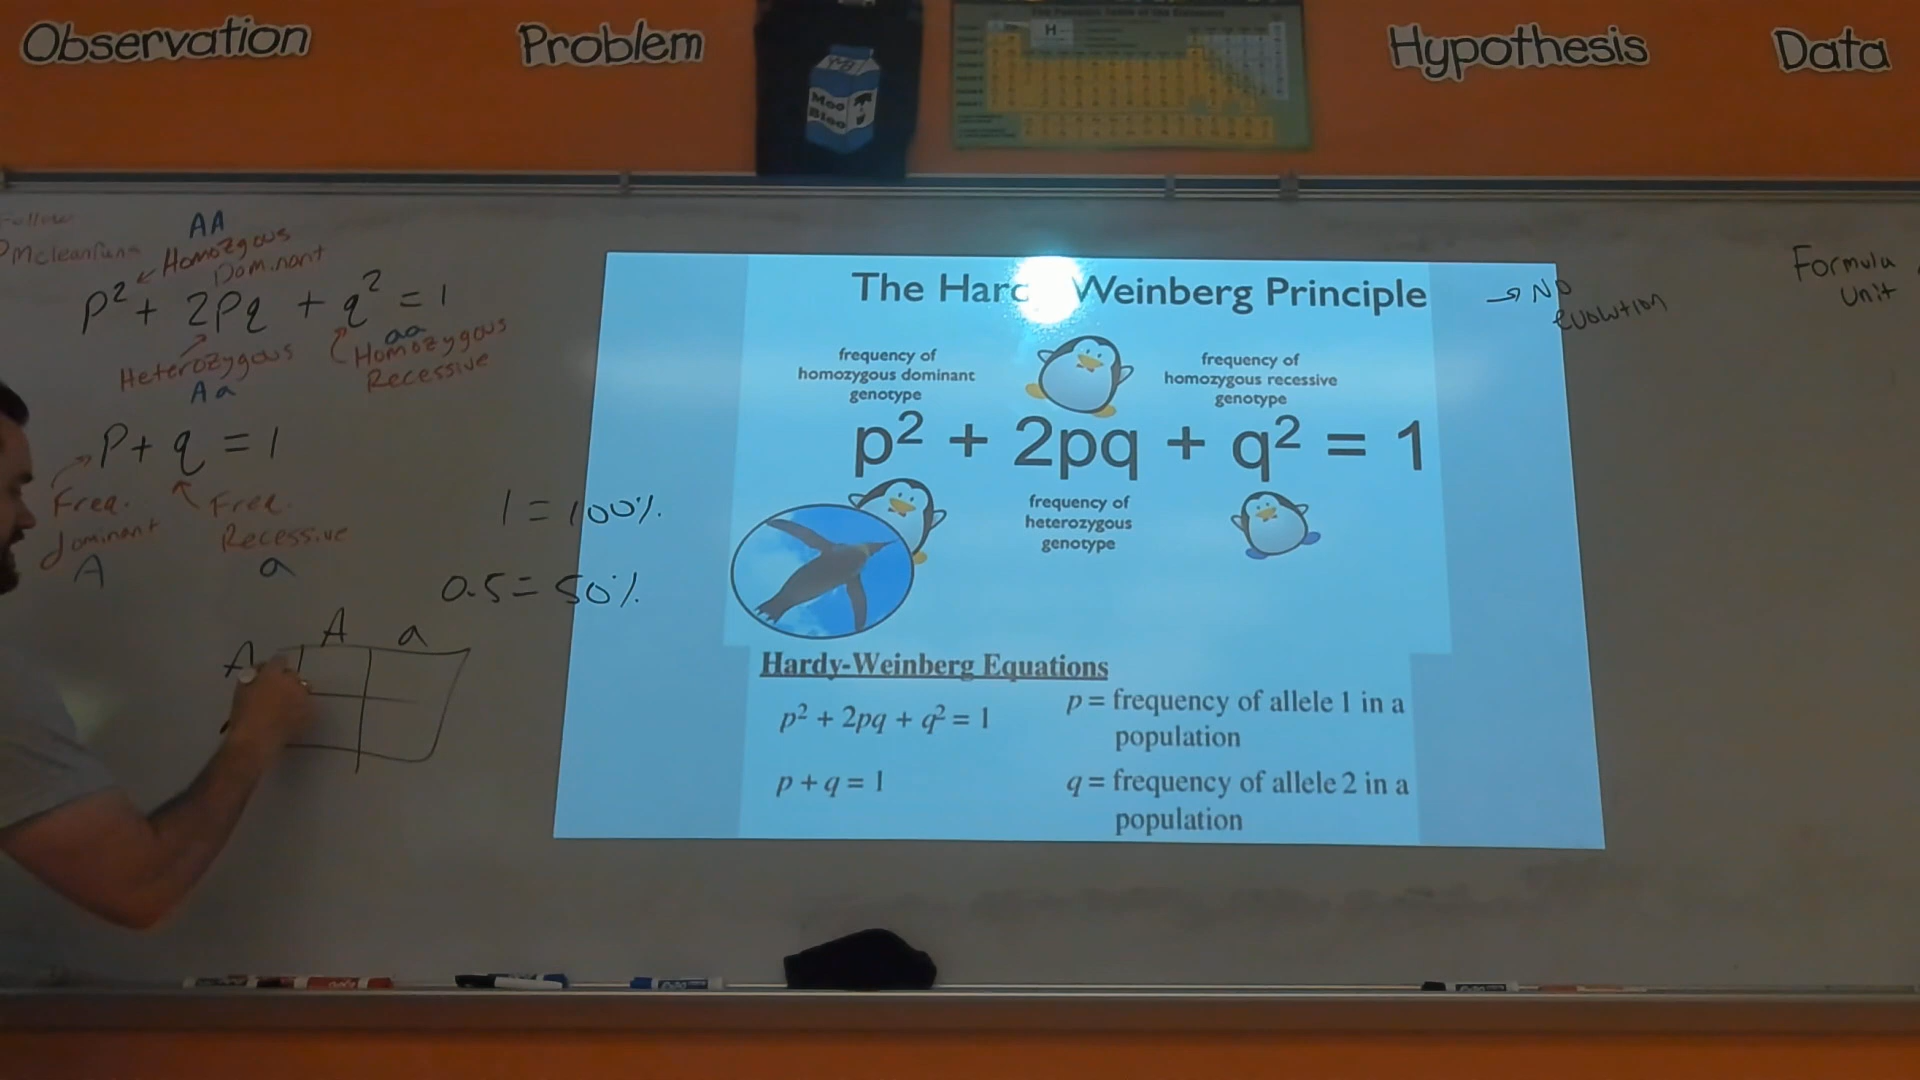 Observation
Problem
Hypothesis
Data
Moo
Bloo
H
AA
Homozgous
Dominant
p² + 2pq + q² = 1
Heterozygous
Aa
aa
Homozygous
Recessive
P + q = 1
Freq.
dominant
A
Freq.
Recessive
a
1 = 100%
0.5 = 50%
A a
A
The Hardy Weinberg Principle
→ No
evolution
Formula
Unit
frequency of
homozygous dominant
genotype
frequency of
homozygous recessive
genotype
p² + 2pq + q² = 1
frequency of
heterozygous
genotype
Hardy-Weinberg Equations
p² + 2pq + q² = 1
p + q = 1
p = frequency of allele 1 in a
population
q = frequency of allele 2 in a
population